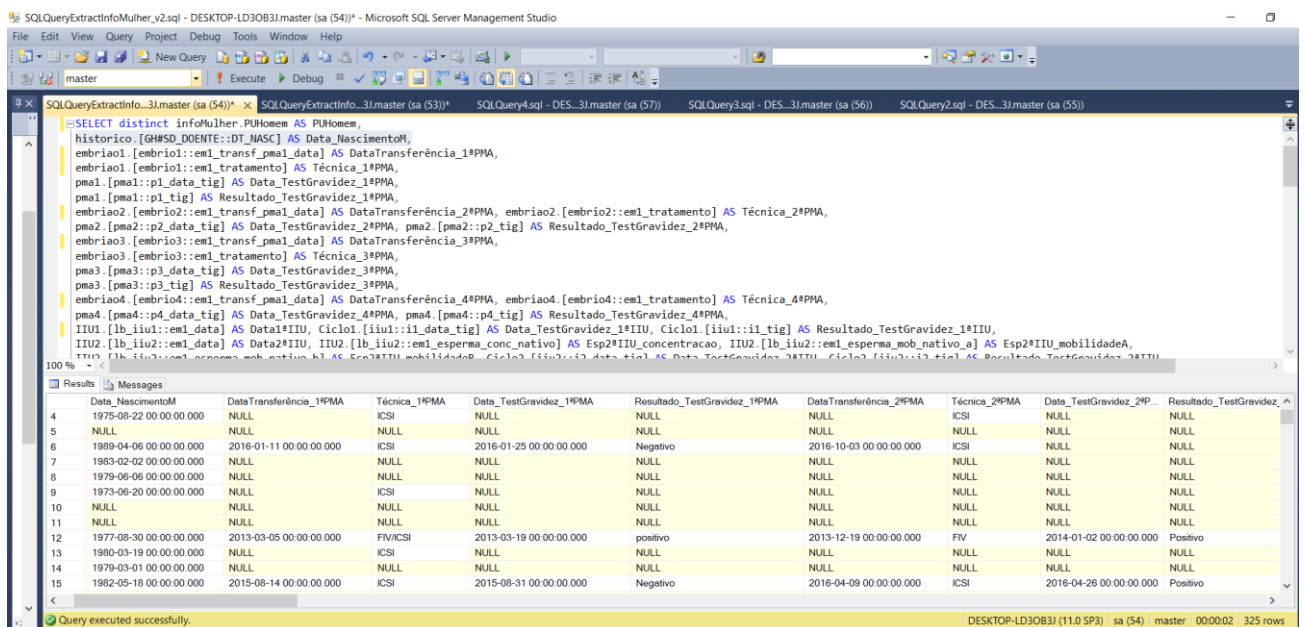 SQLQueryExtractInfoMulher_v2.sql - DESKTOP-LD3OB3J.master (sa (54))* - Microsoft SQL Server Management Studio
File Edit View Query Project Debug Tools Window Help
New Query
master Execute Debug
SQLQueryExtractInfo...3J.master (sa (54))* SQLQueryExtractInfo...3J.master (sa (53))* SQLQuery4.sql - DES...3J.master (sa (57)) SQLQuery3.sql - DES...3J.master (sa (56)) SQLQuery2.sql - DES...3J.master (sa (55))
SELECT distinct infoMulher.PUHomem AS PUHomem,
historico.[GH#SD_DOENTE::DT_NASC] AS Data_NascimentoM,
embriao1.[embrio1::em1_transf_pma1_data] AS DataTransferência_1ªPMA,
embriao1.[embrio1::em1_tratamento] AS Técnica_1ªPMA,
pma1.[pma1::p1_data_tig] AS Data_TestGravidez_1ªPMA,
pma1.[pma1::p1_tig] AS Resultado_TestGravidez_1ªPMA,
embriao2.[embrio2::em1_transf_pma1_data] AS DataTransferência_2ªPMA, embriao2.[embrio2::em1_tratamento] AS Técnica_2ªPMA,
pma2.[pma2::p2_data_tig] AS Data_TestGravidez_2ªPMA, pma2.[pma2::p2_tig] AS Resultado_TestGravidez_2ªPMA,
embriao3.[embrio3::em1_transf_pma1_data] AS DataTransferência_3ªPMA,
embriao3.[embrio3::em1_tratamento] AS Técnica_3ªPMA,
pma3.[pma3::p3_data_tig] AS Data_TestGravidez_3ªPMA,
pma3.[pma3::p3_tig] AS Resultado_TestGravidez_3ªPMA,
embriao4.[embrio4::em1_transf_pma1_data] AS DataTransferência_4ªPMA, embriao4.[embrio4::em1_tratamento] AS Técnica_4ªPMA,
pma4.[pma4::p4_data_tig] AS Data_TestGravidez_4ªPMA, pma4.[pma4::p4_tig] AS Resultado_TestGravidez_4ªPMA,
IIU1.[lb_iiu1::em1_data] AS Data1ªIIU, Ciclo1.[iiu1::i1_data_tig] AS Data_TestGravidez_1ªIIU, Ciclo1.[iiu1::i1_tig] AS Resultado_TestGravidez_1ªIIU,
IIU2.[lb_iiu2::em1_data] AS Data2ªIIU, IIU2.[lb_iiu2::em1_esperma_conc_nativo] AS Esp2ªIIU_concentracao, IIU2.[lb_iiu2::em1_esperma_mob_nativo_a] AS Esp2ªIIU_mobilidadeA,
100 %
Results Messages
Data_NascimentoM DataTransferência_1ªPMA Técnica_1ªPMA Data_TestGravidez_1ªPMA Resultado_TestGravidez_1ªPMA DataTransferência_2ªPMA Técnica_2ªPMA Data_TestGravidez_2ªP... Resultado_TestGravidez_
4 1975-08-22 00:00:00.000 NULL ICSI NULL NULL NULL ICSI NULL NULL
5 NULL NULL NULL NULL NULL NULL NULL NULL NULL
6 1989-04-06 00:00:00.000 2016-01-11 00:00:00.000 ICSI 2016-01-25 00:00:00.000 Negativo 2016-10-03 00:00:00.000 ICSI NULL NULL
7 1983-02-02 00:00:00.000 NULL NULL NULL NULL NULL NULL NULL NULL
8 1979-06-06 00:00:00.000 NULL NULL NULL NULL NULL NULL NULL NULL
9 1973-06-20 00:00:00.000 NULL ICSI NULL NULL NULL NULL NULL NULL
10 NULL NULL NULL NULL NULL NULL NULL NULL NULL
11 NULL NULL NULL NULL NULL NULL NULL NULL NULL
12 1977-08-30 00:00:00.000 2013-03-05 00:00:00.000 FIV/ICSI 2013-03-19 00:00:00.000 positivo 2013-12-19 00:00:00.000 FIV 2014-01-02 00:00:00.000 Positivo
13 1980-03-19 00:00:00.000 NULL ICSI NULL NULL NULL NULL NULL NULL
14 1979-03-01 00:00:00.000 NULL NULL NULL NULL NULL NULL NULL NULL
15 1982-05-18 00:00:00.000 2015-08-14 00:00:00.000 ICSI 2015-08-31 00:00:00.000 Negativo 2016-04-09 00:00:00.000 ICSI 2016-04-26 00:00:00.000 Positivo
Query executed successfully. DESKTOP-LD3OB3J (11.0 SP3) sa (54) master 00:00:02 325 rows